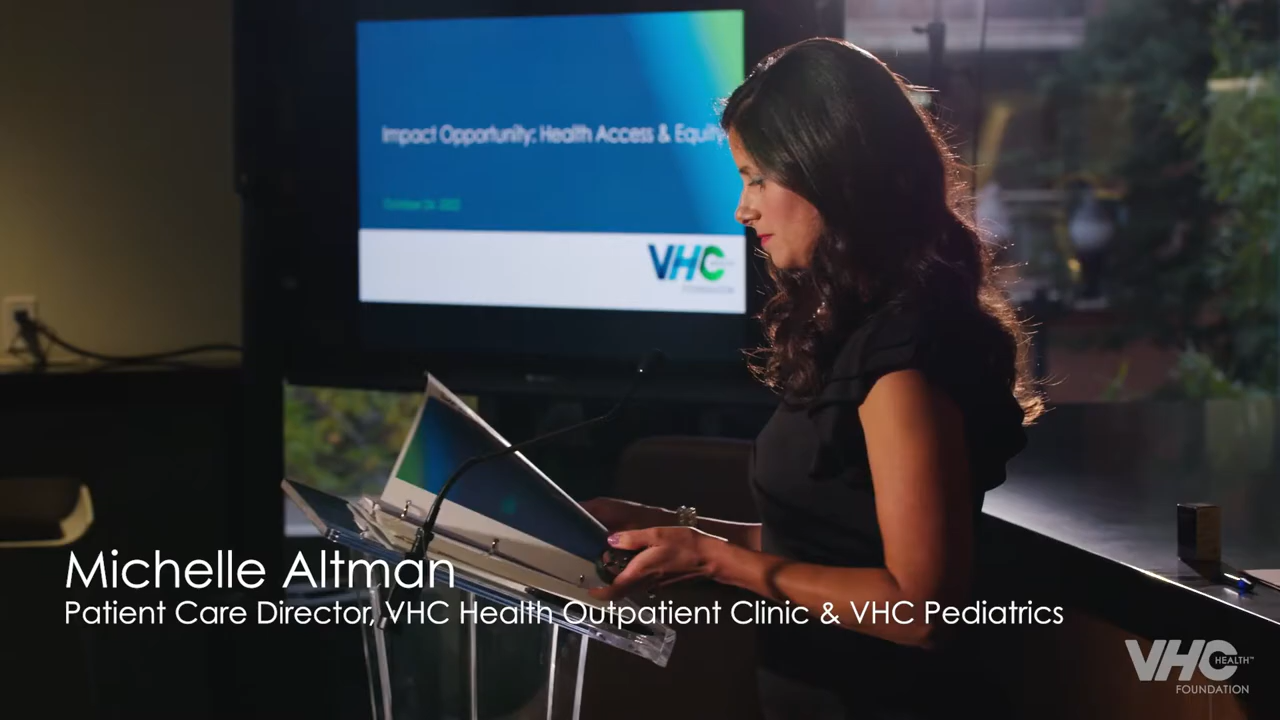 Impact Opportunity: Health Access & Equity
VHC
Michelle Altman
Patient Care Director, VHC Health Outpatient Clinic & VHC Pediatrics
VHC
HEALTH™
FOUNDATION